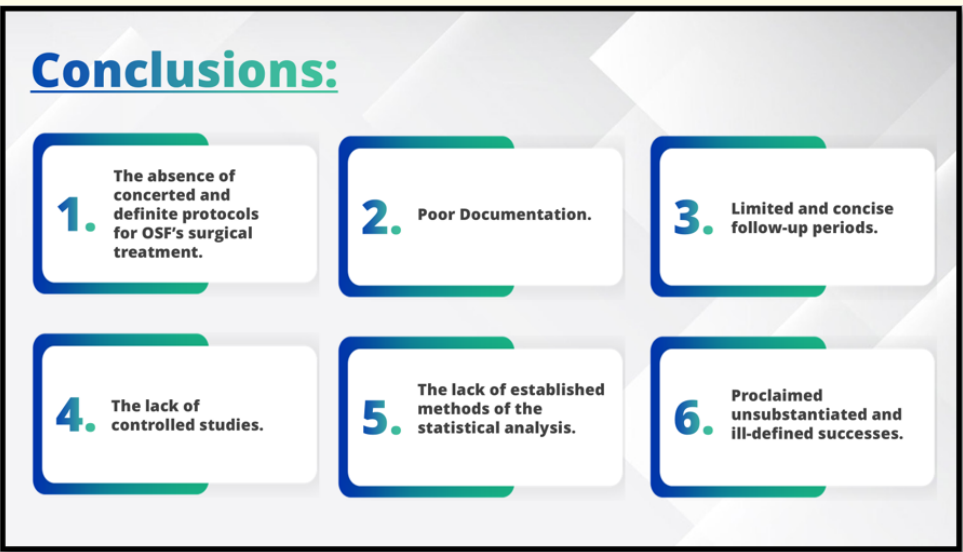 Conclusions:
1.
The absence of
concerted and
definite protocols
for OSF's surgical
treatment.
2.
Poor Documentation.
3.
Limited and concise
follow-up periods.
4.
The lack of
controlled studies.
5.
The lack of established
methods of the
statistical analysis.
6.
Proclaimed
unsubstantiated and
ill-defined successes.